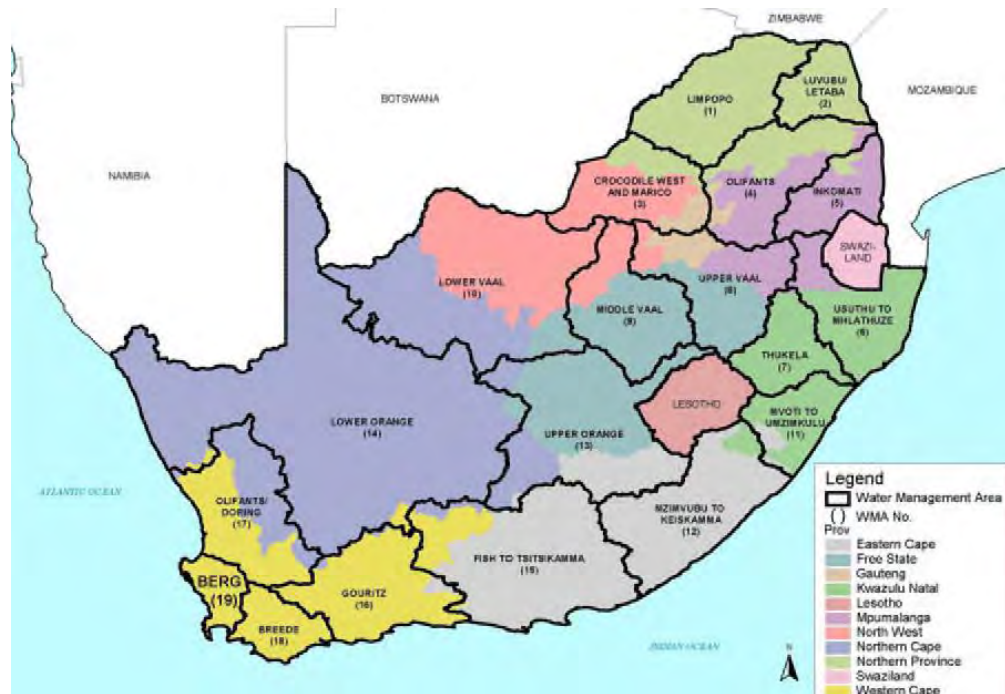 ZIMBABWE
BOTSWANA
MOZAMBIQUE
NAMIBIA
LIMPOPO
(1)
LUVUBU/
LETABA
(2)
CROCODILE WEST
AND MARICO
(3)
OLIFANTS
(4)
INKOMATI
(5)
SWAZI-
LAND
LOWER VAAL
(10)
MIDDLE VAAL
(9)
UPPER VAAL
(8)
USUTHU TO
MHLATHUZE
(6)
THUKELA
(7)
LESOTHO
MVOTI TO
UMZIMKULU
(11)
LOWER ORANGE
(14)
UPPER ORANGE
(13)
MZIMVUBU TO
KEISKAMMA
(12)
ATLANTIC OCEAN
OLIFANTS/
DORING
(17)
FISH TO TSITSIKAMMA
(15)
BERG
(19)
GOURITZ
(16)
BREEDE
(18)
INDIAN OCEAN
N
Legend
Water Management Area
( ) WMA No.
Prov
Eastern Cape
Free State
Gauteng
Kwazulu Natal
Lesotho
Mpumalanga
North West
Northern Cape
Northern Province
Swaziland
Western Cape